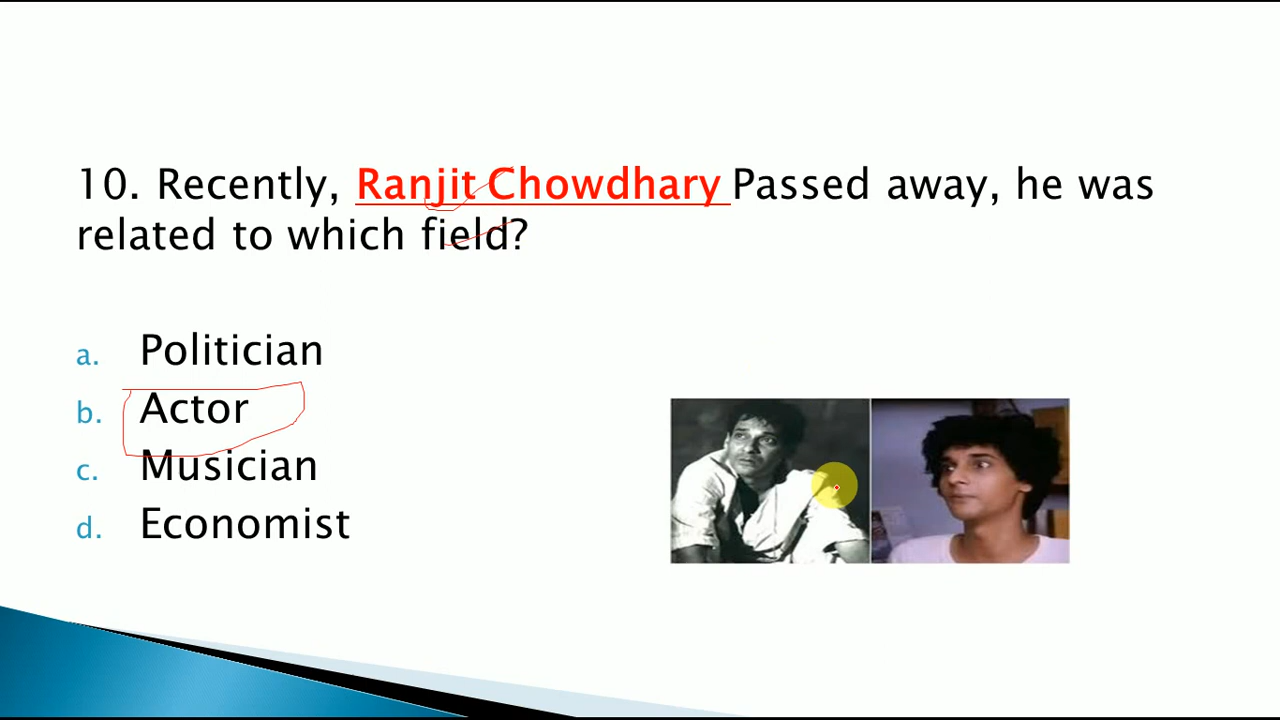 10. Recently, Ranjit Chowdhary Passed away, he was
related to which field?
a. Politician
b. Actor
c. Musician
d. Economist